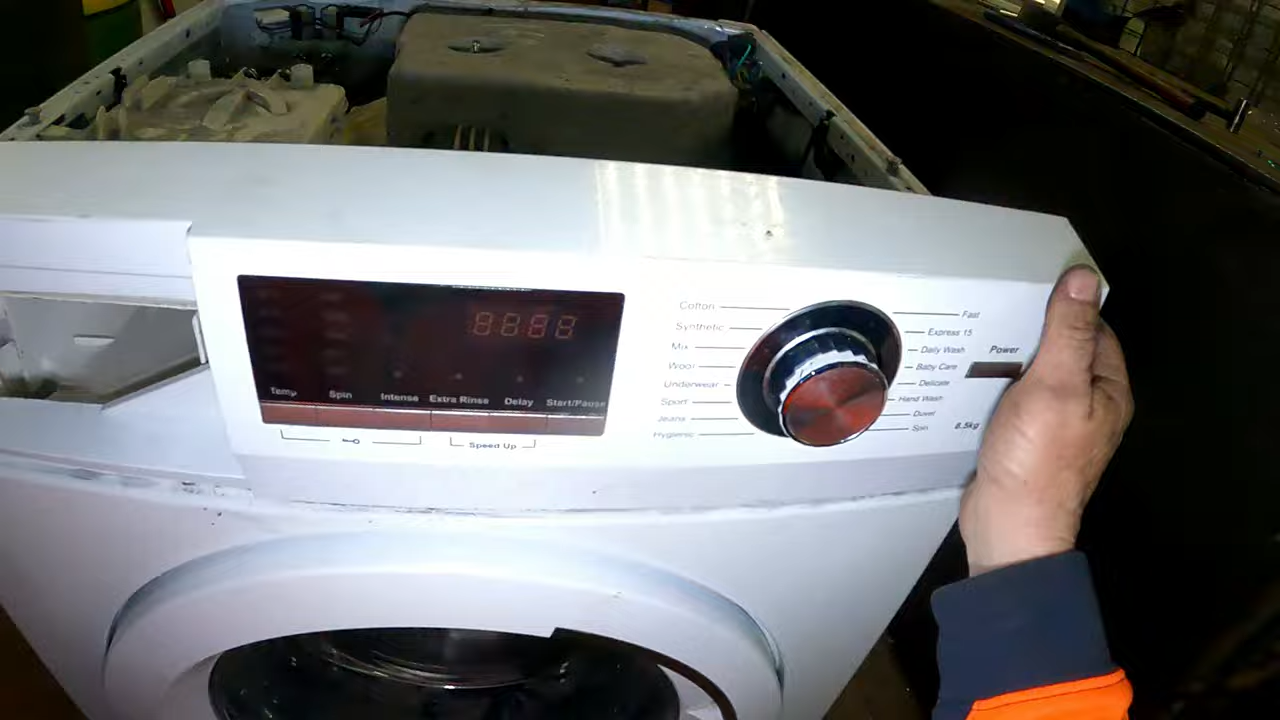 8888
Temp Spin Intense Extra Rinse Delay Start/Pause
Speed Up
Cotton
Synthetic
Mix
Wool
Underwear
Sport
Jeans
Hygienic
Fast
Express 15
Daily Wash
Baby Care
Delicate
Hand Wash
Duvet
Spin
Power
8.5kg